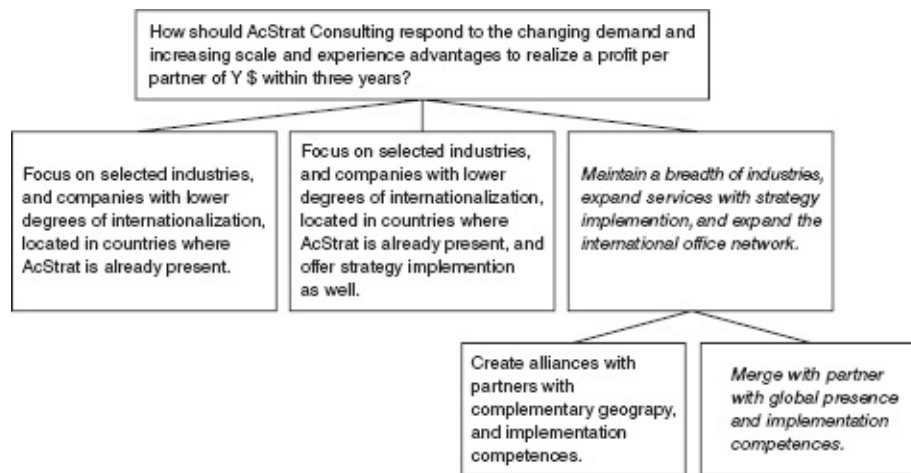 How should AcStrat Consulting respond to the changing demand and
increasing scale and experience advantages to realize a profit per
partner of Y $ within three years?
Focus on selected industries,
and companies with lower
degrees of internationalization,
located in countries where
AcStrat is already present.
Focus on selected industries,
and companies with lower
degrees of internationalization,
located in countries where
AcStrat is already present, and
offer strategy implemention
as well.
Maintain a breadth of industries,
expand services with strategy
implemention, and expand the
international office network.
Create alliances with
partners with
complementary geograpy,
and implementation
competences.
Merge with partner
with global presence
and implementation
competences.